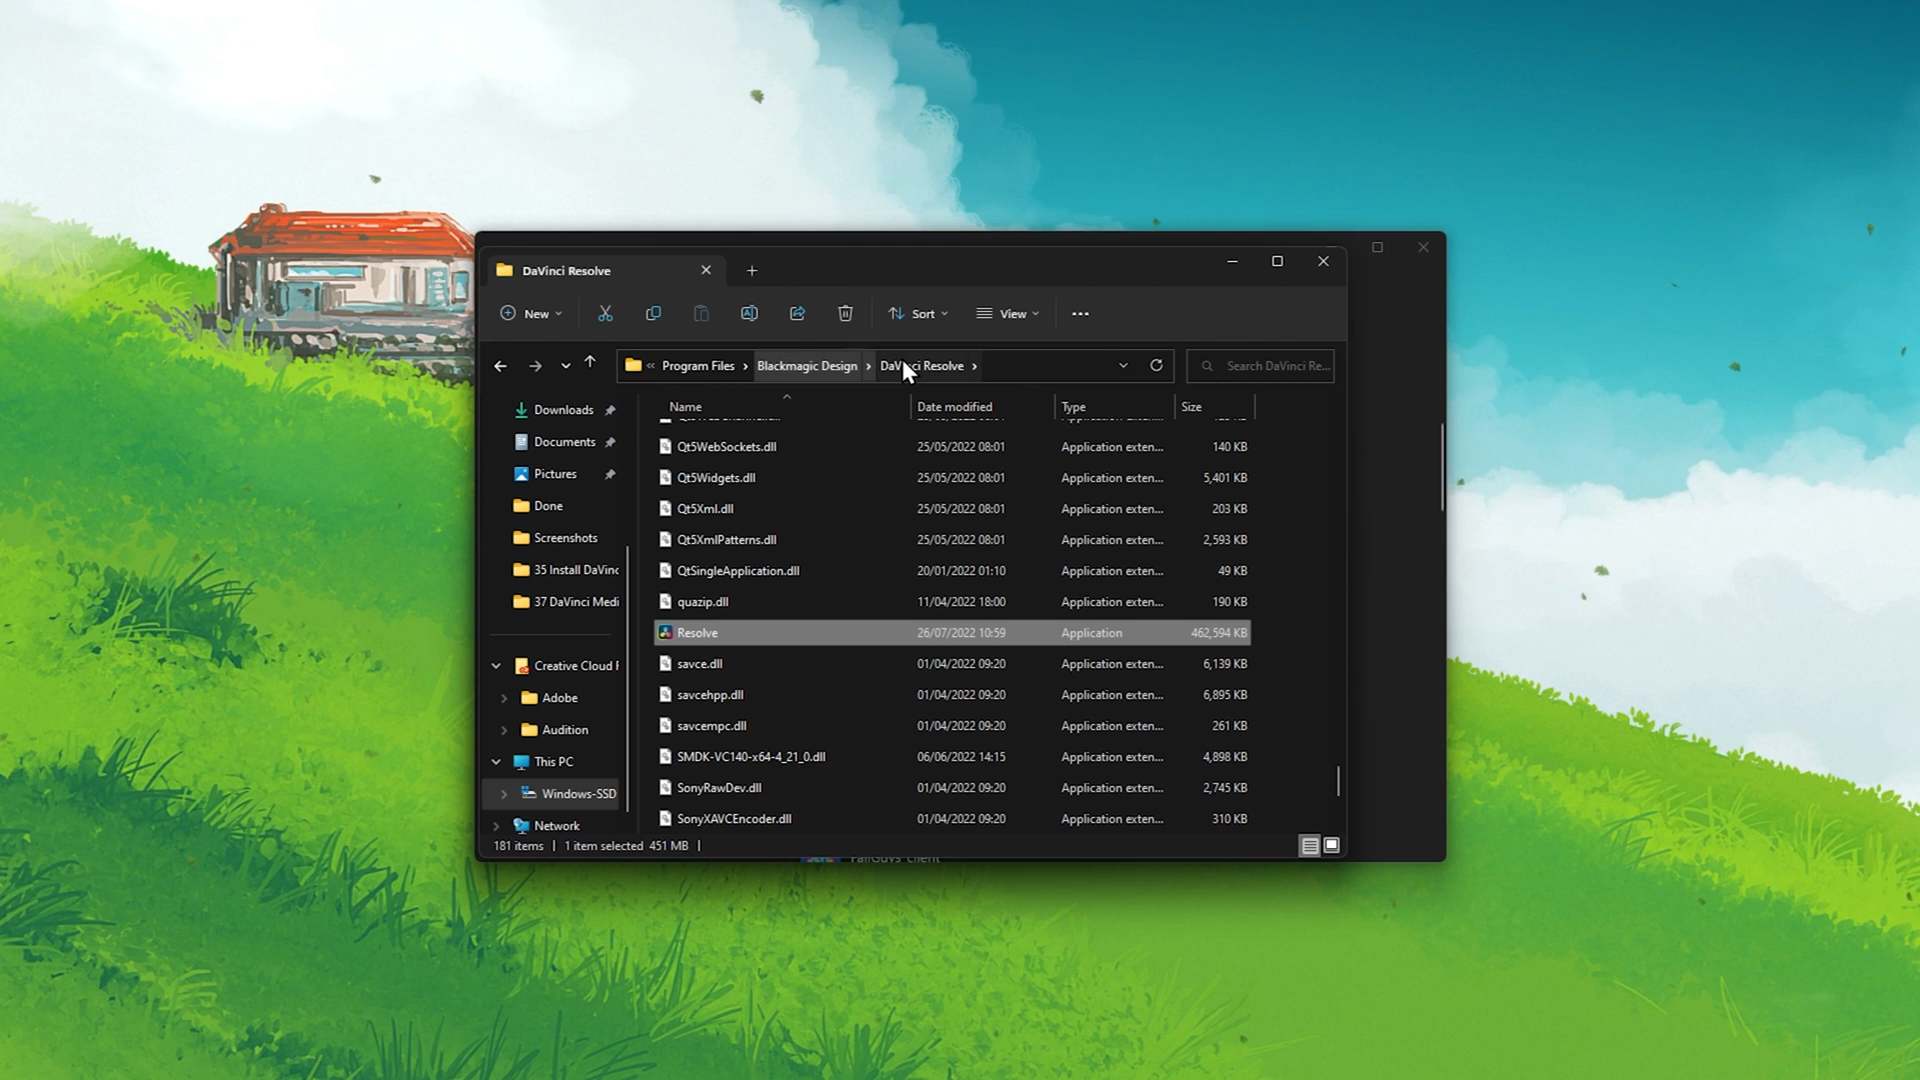 DaVinci Resolve
New
Sort
View
« Program Files > Blackmagic Design > DaVinci Resolve >
Search DaVinci Re...
Name Date modified Type Size
Downloads
Documents
Pictures
Done
Screenshots
35 Install DaVinc
37 DaVinci Medi
Creative Cloud F
Adobe
Audition
This PC
Windows-SSD
Network
Qt5WebSockets.dll 25/05/2022 08:01 Application exten... 140 KB
Qt5Widgets.dll 25/05/2022 08:01 Application exten... 5,401 KB
Qt5Xml.dll 25/05/2022 08:01 Application exten... 203 KB
Qt5XmlPatterns.dll 25/05/2022 08:01 Application exten... 2,593 KB
QtSingleApplication.dll 20/01/2022 01:10 Application exten... 49 KB
quazip.dll 11/04/2022 18:00 Application exten... 190 KB
Resolve 26/07/2022 10:59 Application 462,594 KB
savce.dll 01/04/2022 09:20 Application exten... 6,139 KB
savcehpp.dll 01/04/2022 09:20 Application exten... 6,895 KB
savcempc.dll 01/04/2022 09:20 Application exten... 261 KB
SMDK-VC140-x64-4_21_0.dll 06/06/2022 14:15 Application exten... 4,898 KB
SonyRawDev.dll 01/04/2022 09:20 Application exten... 2,745 KB
SonyXAVCEncoder.dll 01/04/2022 09:20 Application exten... 310 KB
181 items | 1 item selected 451 MB |